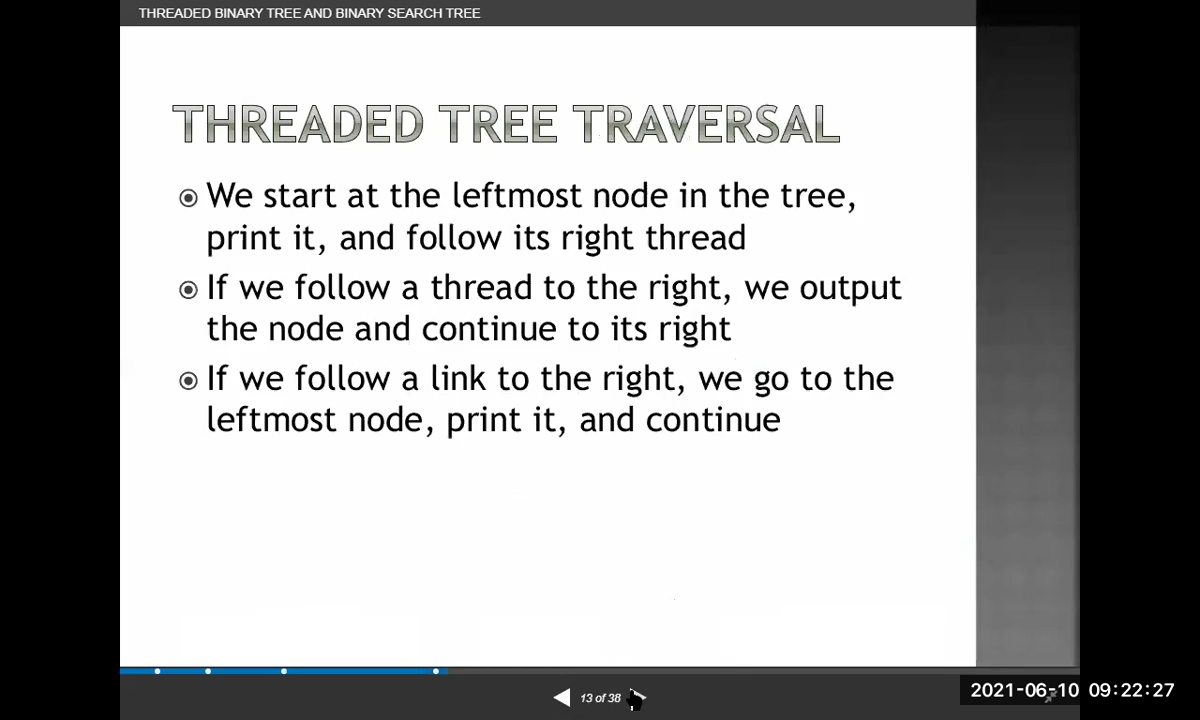 THREADED BINARY TREE AND BINARY SEARCH TREE
THREADED TREE TRAVERSAL
We start at the leftmost node in the tree,
print it, and follow its right thread
If we follow a thread to the right, we output
the node and continue to its right
If we follow a link to the right, we go to the
leftmost node, print it, and continue
13 of 38
2021-06-10 09:22:27